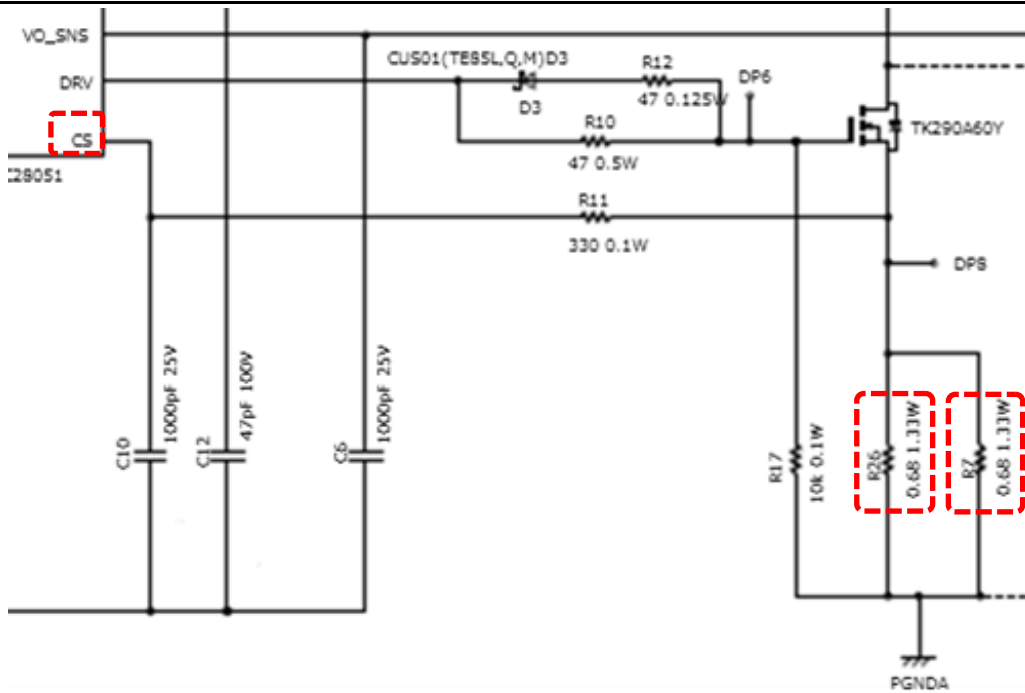 VO_SNS
CUS01(TE85L,Q,M)D3
R12
DP6
DRV
D3
47 0.125W
CS
R10
TK290A60Y
47 0.5W
C28051
R11
330 0.1W
DP8
C10
1000pF 25V
C12
47pF 100V
C6
1000pF 25V
R17
10k 0.1W
R26
0.68 1.33W
R7
0.68 1.33W
PGNDA